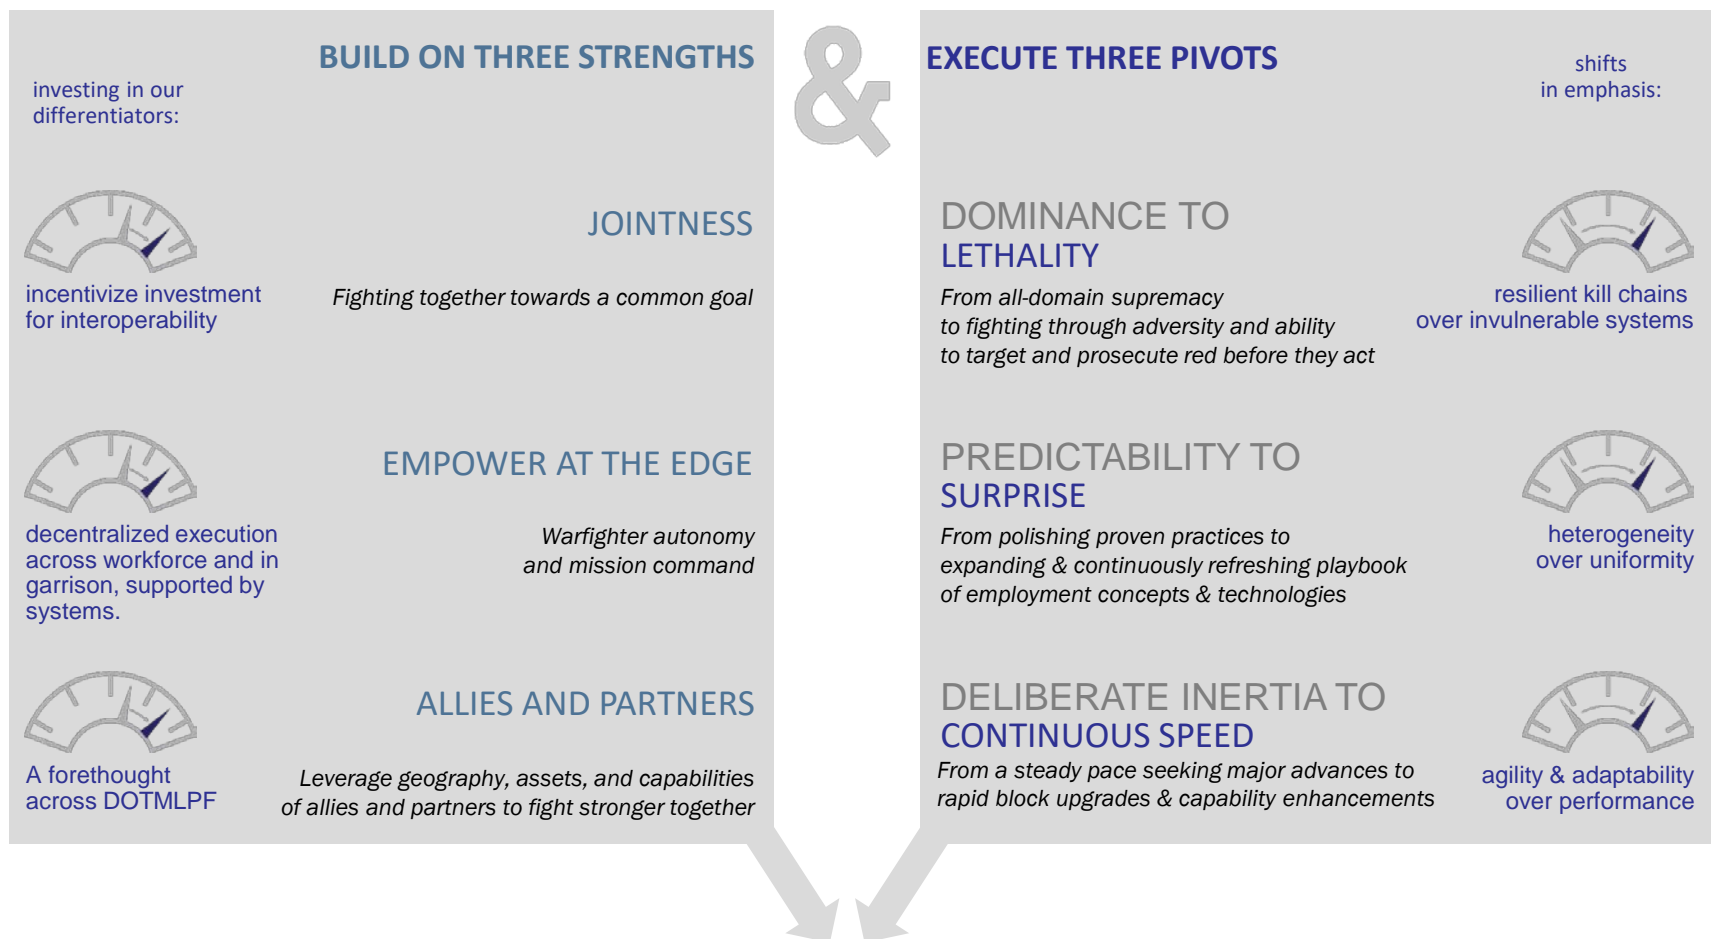 BUILD ON THREE STRENGTHS
investing in our
differentiators:
JOINTNESS
incentivize investment
for interoperability
Fighting together towards a common goal
EMPOWER AT THE EDGE
decentralized execution
across workforce and in
garrison, supported by
systems.
Warfighter autonomy
and mission command
ALLIES AND PARTNERS
A forethought
across DOTMLPF
Leverage geography, assets, and capabilities
of allies and partners to fight stronger together
&
EXECUTE THREE PIVOTS
shifts
in emphasis:
DOMINANCE TO
LETHALITY
From all-domain supremacy
to fighting through adversity and ability
to target and prosecute red before they act
resilient kill chains
over invulnerable systems
PREDICTABILITY TO
SURPRISE
From polishing proven practices to
expanding & continuously refreshing playbook
of employment concepts & technologies
heterogeneity
over uniformity
DELIBERATE INERTIA TO
CONTINUOUS SPEED
From a steady pace seeking major advances to
rapid block upgrades & capability enhancements
agility & adaptability
over performance